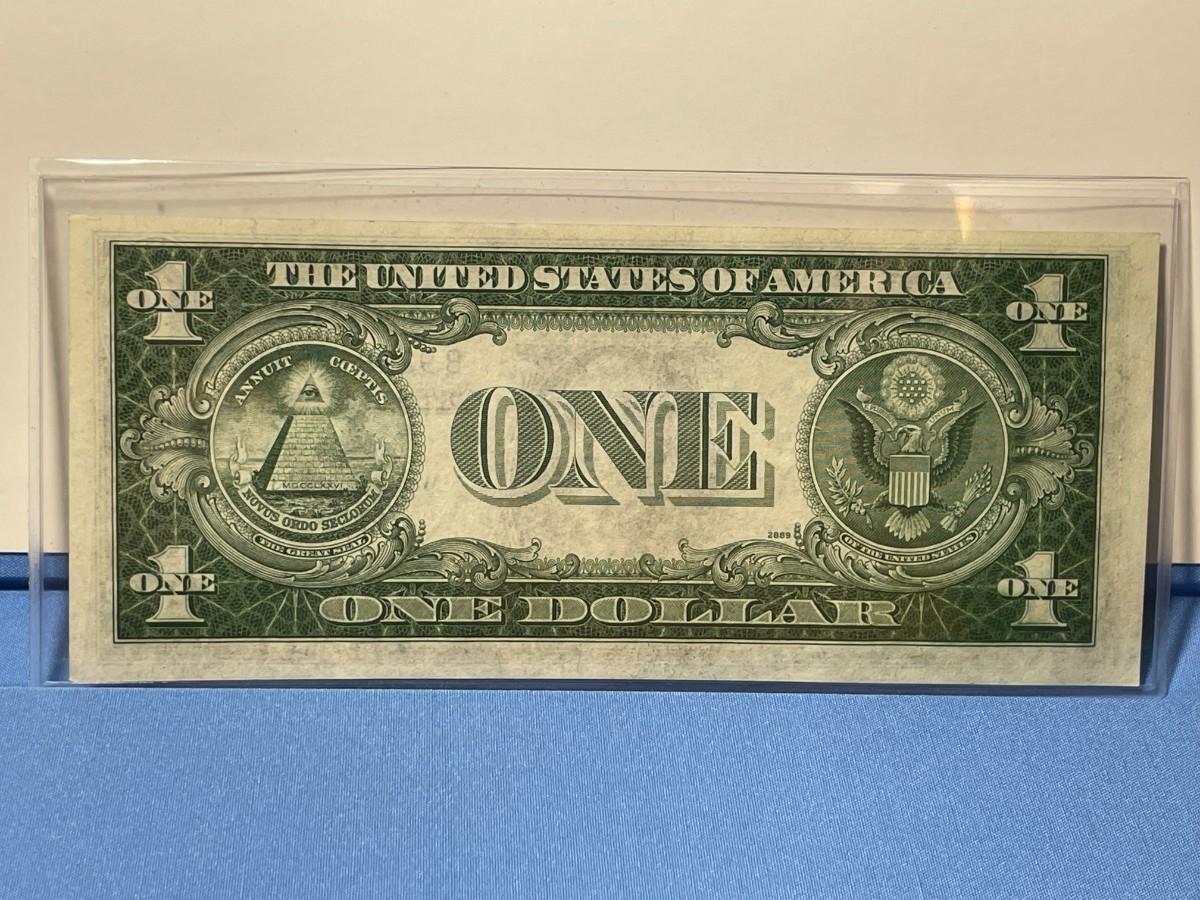 THE UNITED STATES OF AMERICA
1
ONE
1
ONE
ANNUIT CŒPTIS
MDCCLXXVI
NOVUS ORDO SECLORUM
THE GREAT SEAL
ONE
2889
OF THE UNITED STATES
1
ONE
1
ONE
ONE DOLLAR